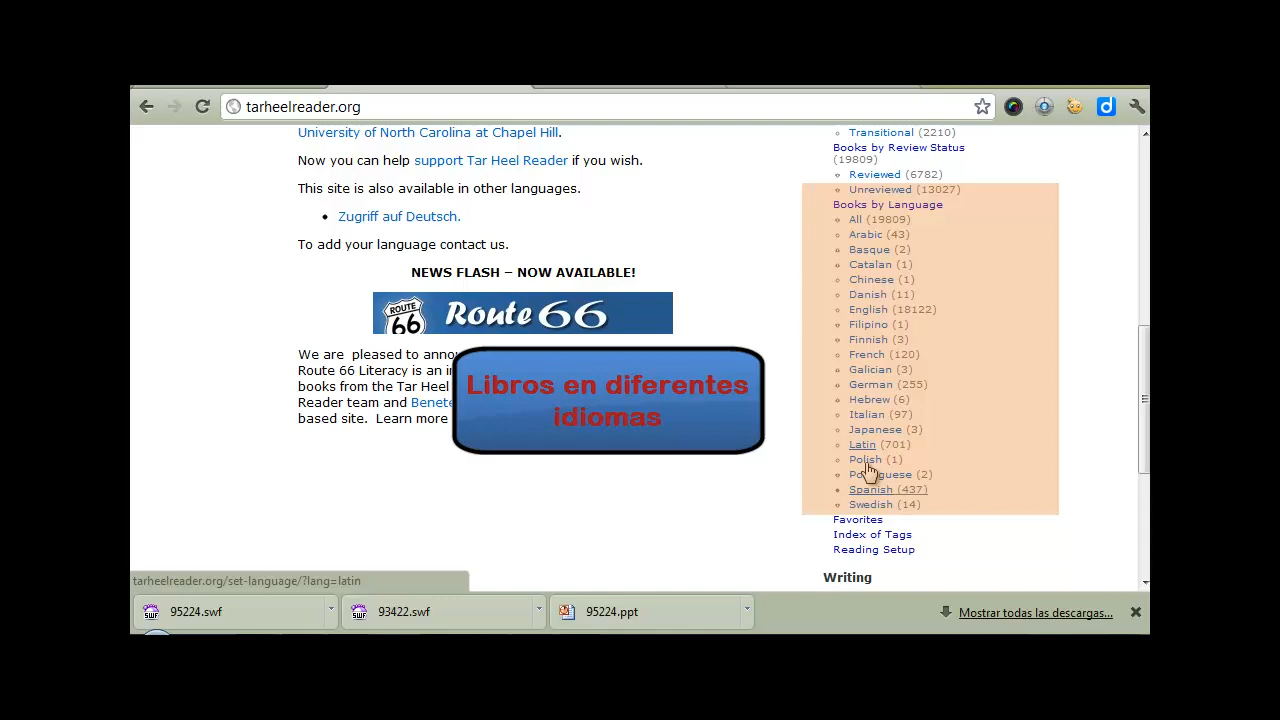 tarheelreader.org
University of North Carolina at Chapel Hill.
Now you can help support Tar Heel Reader if you wish.
This site is also available in other languages.
• Zugriff auf Deutsch.
To add your language contact us.
NEWS FLASH – NOW AVAILABLE!
ROUTE 66 Route 66
We are pleased to
Route 66 Literacy is an
books from the Tar Heel
Reader team and
based site. Learn more
Libros en diferentes
idiomas
Transitional (2210)
Books by Review Status
(19809)
Reviewed (6782)
Unreviewed (13027)
Books by Language
All (19809)
Arabic (43)
Basque (2)
Catalan (1)
Chinese (1)
Danish (11)
English (18122)
Filipino (1)
Finnish (3)
French (120)
Galician (3)
German (255)
Hebrew (6)
Italian (97)
Japanese (3)
Latin (701)
Polish (1)
Portuguese (2)
Spanish (437)
Swedish (14)
Favorites
Index of Tags
Reading Setup
Writing
tarheelreader.org/set-language/?lang=latin
95224.swf
93422.swf
95224.ppt
Mostrar todas las descargas...